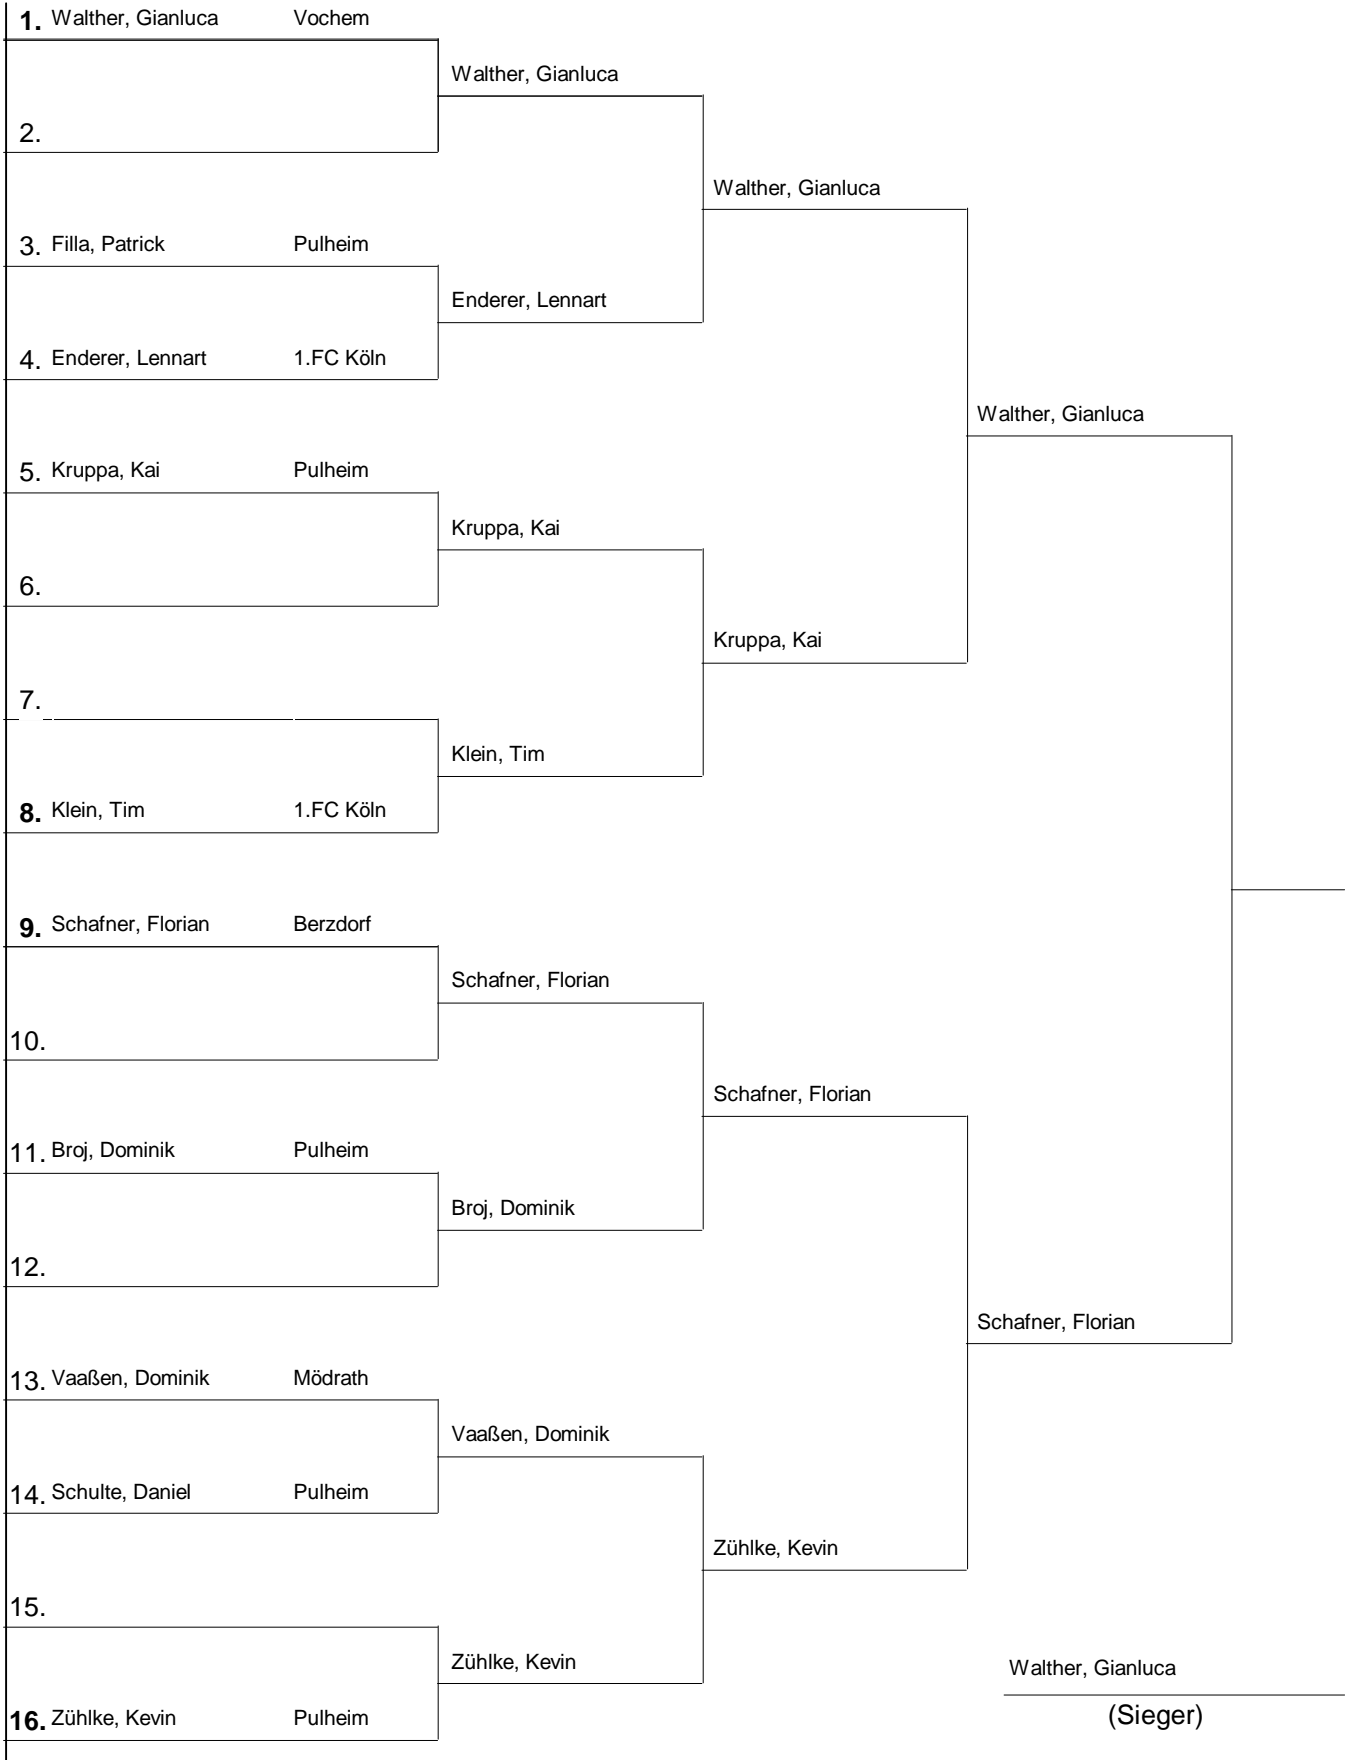 1. Walther, Gianluca Vochem
Walther, Gianluca
2.
Walther, Gianluca
3. Filla, Patrick Pulheim
Enderer, Lennart
4. Enderer, Lennart 1.FC Köln
Walther, Gianluca
5. Kruppa, Kai Pulheim
Kruppa, Kai
6.
Kruppa, Kai
7.
Klein, Tim
8. Klein, Tim 1.FC Köln
9. Schafner, Florian Berzdorf
Schafner, Florian
10.
Schafner, Florian
11. Broj, Dominik Pulheim
Broj, Dominik
12.
Schafner, Florian
13. Vaaßen, Dominik Mödrath
Vaaßen, Dominik
14. Schulte, Daniel Pulheim
Zühlke, Kevin
15.
Zühlke, Kevin
Walther, Gianluca
16. Zühlke, Kevin Pulheim
(Sieger)